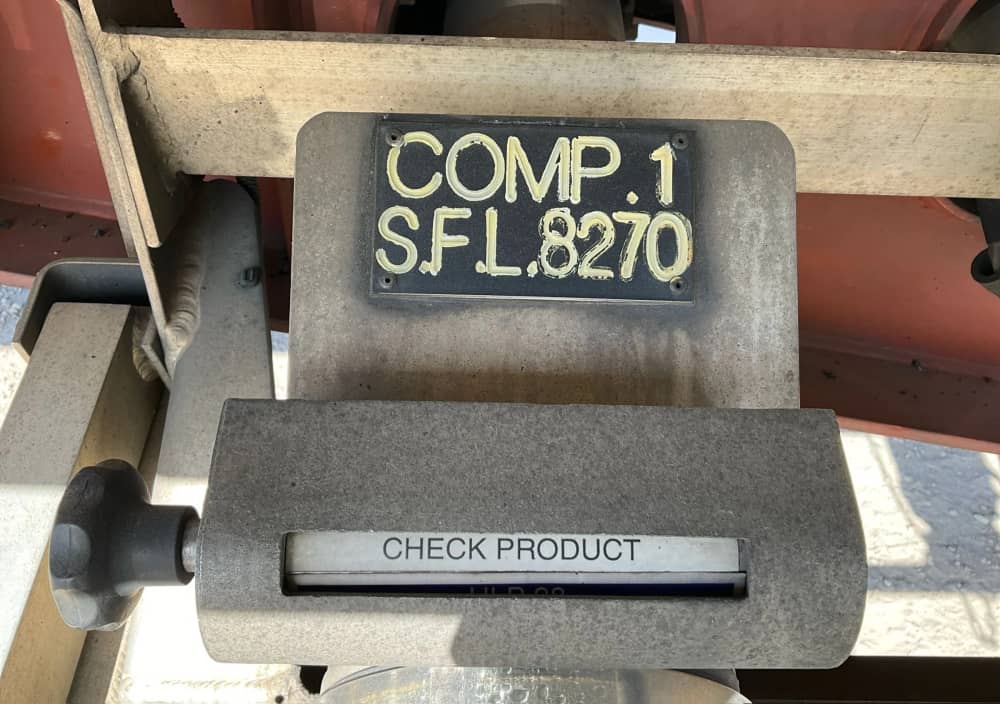 COMP.1
S.F.L.8270
CHECK PRODUCT